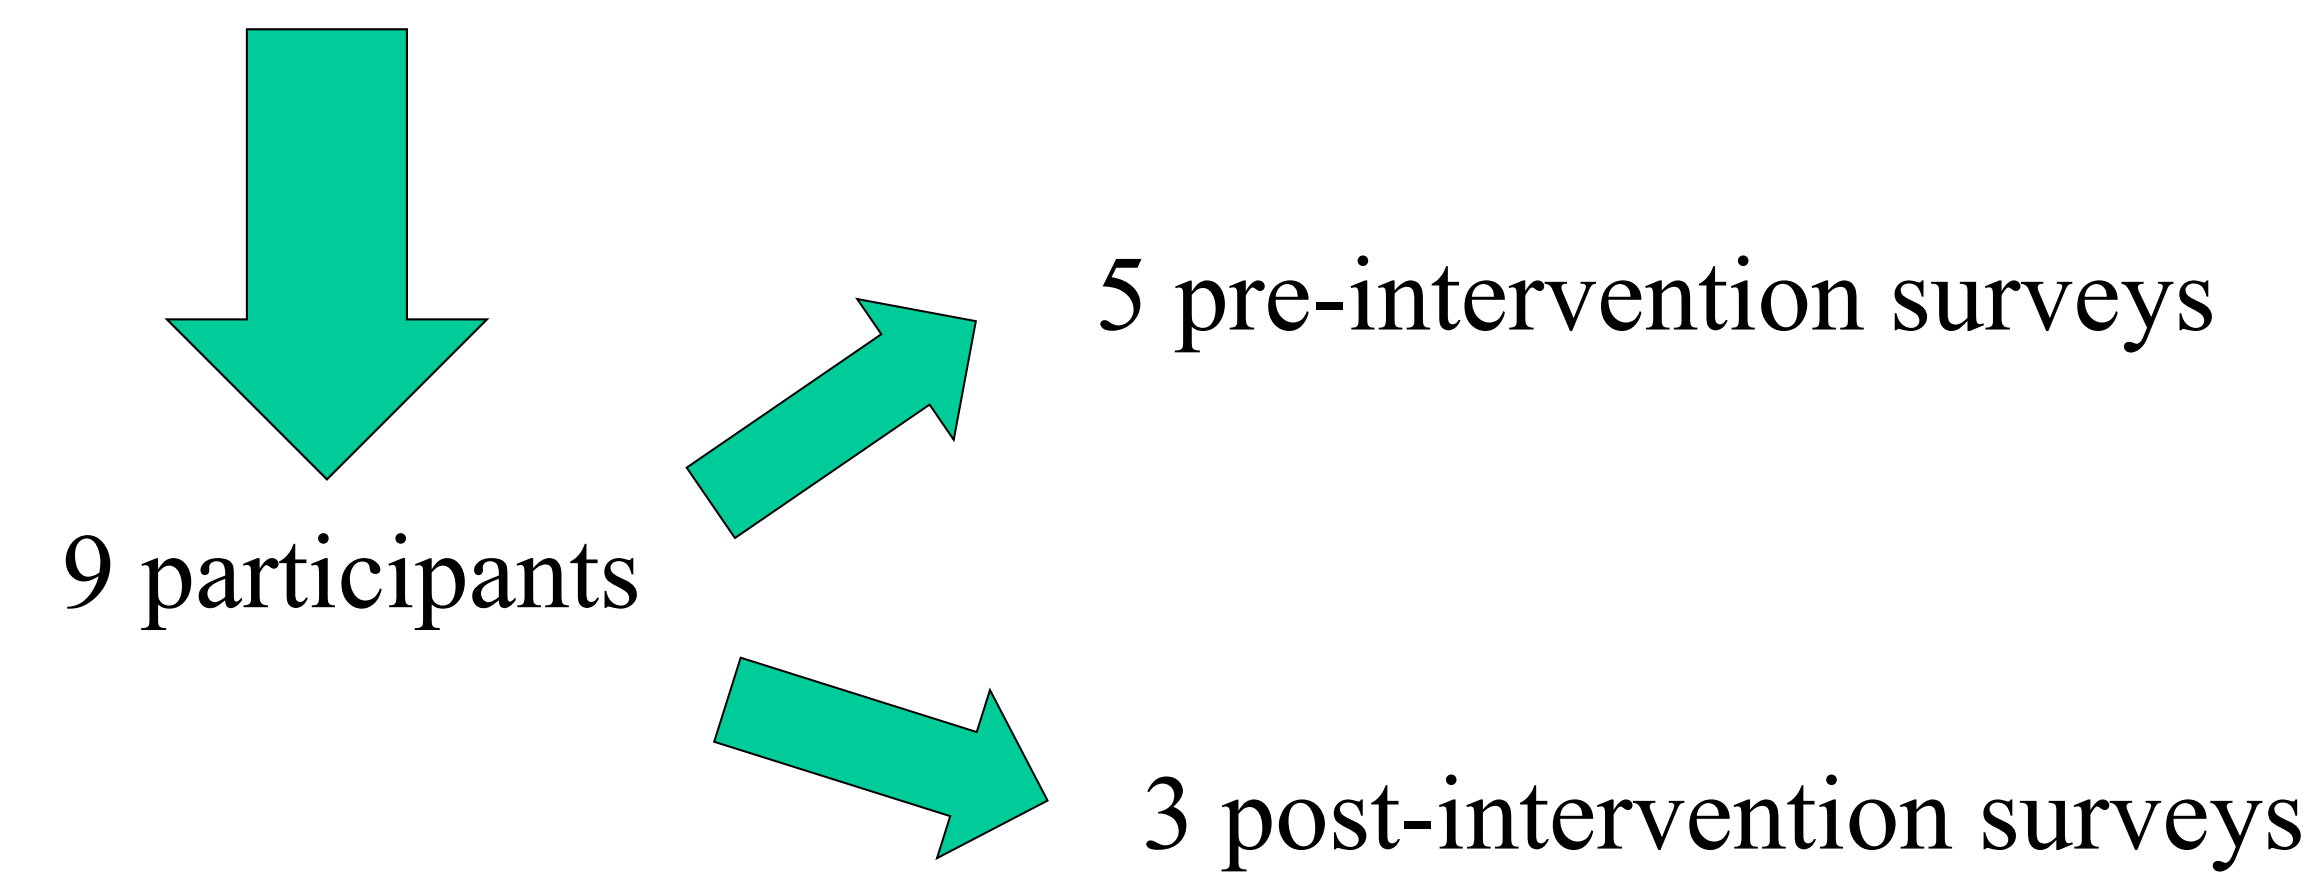 5 pre-intervention surveys
9 participants
3 post-intervention surveys